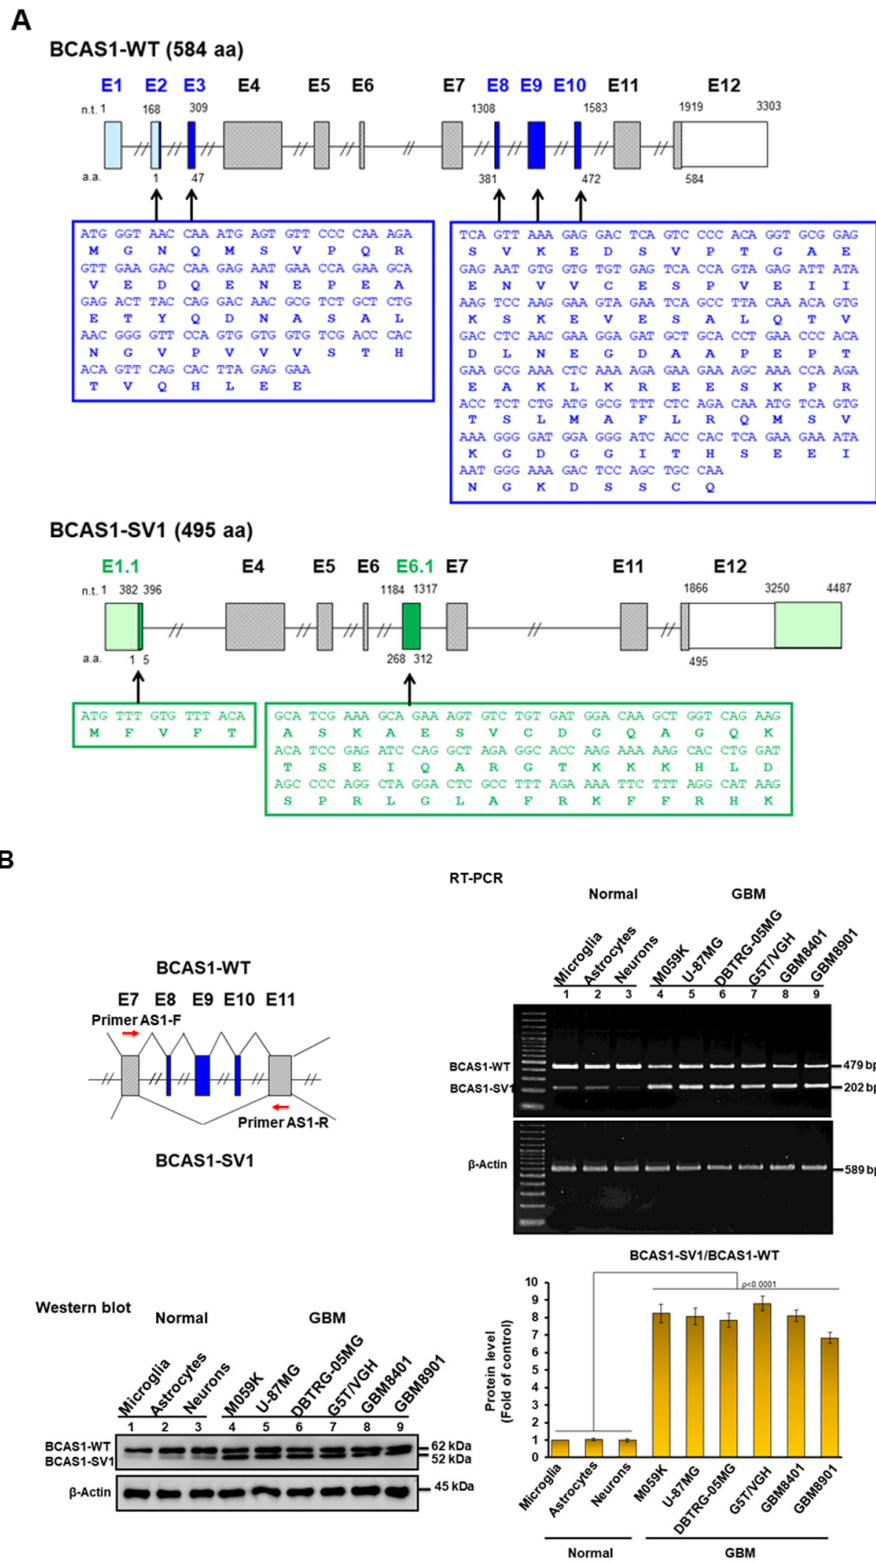 A
BCAS1-WT (584 aa)
E1 E2 E3 E4 E5 E6 E7 E8 E9 E10 E11 E12
n.t. 1 168 309 1308 1583 1919 3303
a.a. 1 47 381 472 584
ATG GGT AAC CAA ATG AGT GTT CCC CAA AGA
M G N Q M S V P Q R
GTT GAA GAC CAA GAG AAT GAA CCA GAA GCA
V E D Q E N E P E A
GAG ACT TAC CAG GAC AAC GCG TCT GCT CTG
E T Y Q D N A S A L
AAC GGG GTT CCA GTG GTG GTG TCG ACC CAC
N G V P V V V S T H
ACA GTT CAG CAC TTA GAG GAA
T V Q H L E E
TCA GTT AAA GAG GAC TCA GTC CCC ACA GGT GCG GAG
S V K E D S V P T G A E
GAG AAT GTG GTG TGT GAG TCA CCA GTA GAG ATT ATA
E N V V C E S P V E I I
AAG TCC AAG GAA GTA GAA TCA GCC TTA CAA ACA GTG
K S K E V E S A L Q T V
GAC CTC AAC GAA GGA GAT GCT GCA CCT GAA CCC ACA
D L N E G D A A P E P T
GAA GCG AAA CTC AAA AGA GAA GAA AGC AAA CCA AGA
E A K L K R E E S K P R
ACC TCT CTG ATG GCG TTT CTC AGA CAA ATG TCA GTG
T S L M A F L R Q M S V
AAA GGG GAT GGA GGG ATC ACC CAC TCA GAA GAA ATA
K G D G G I T H S E E I
AAT GGG AAA GAC TCC AGC TGC CAA
N G K D S S C Q
BCAS1-SV1 (495 aa)
E1.1 E4 E5 E6 E6.1 E7 E11 E12
n.t. 1 382 396 1184 1317 1866 3250 4487
a.a. 1 5 268 312 495
ATG TTT GTG TTT ACA
M F V F T
GCA TCG AAA GCA GAA AGT GTC TGT GAT GGA CAA GCT GGT CAG AAG
A S K A E S V C D G Q A G Q K
ACA TCC GAG ATC CAG GCT AGA GGC ACC AAG AAA AAG CAC CTG GAT
T S E I Q A R G T K K K H L D
AGC CCC AGG CTA GGA CTC GCC TTT AGA AAA TTC TTT AGG CAT AAG
S P R L G L A F R K F F R H K
B
BCAS1-WT
E7 E8 E9 E10 E11
Primer AS1-F
Primer AS1-R
BCAS1-SV1
RT-PCR
Normal GBM
Microglia Astrocytes Neurons M059K U-87MG DBTRG-05MG G5T/VGH GBM8401 GBM8901
1 2 3 4 5 6 7 8 9
BCAS1-WT 479 bp
BCAS1-SV1 202 bp
β-Actin 589 bp
Western blot
Normal GBM
Microglia Astrocytes Neurons M059K U-87MG DBTRG-05MG G5T/VGH GBM8401 GBM8901
1 2 3 4 5 6 7 8 9
BCAS1-WT 62 kDa
BCAS1-SV1 52 kDa
β-Actin 45 kDa
BCAS1-SV1/BCAS1-WT
p<0.0001
Protein level
(Fold of control)
10
9
8
7
6
5
4
3
2
1
0
Microglia Astrocytes Neurons M059K U-87MG DBTRG-05MG G5T/VGH GBM8401 GBM8901
Normal GBM